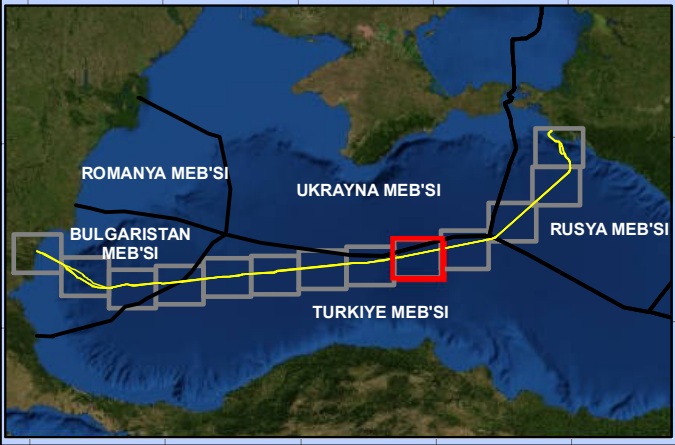 ROMANYA MEB'SI
UKRAYNA MEB'SI
BULGARISTAN
MEB'SI
RUSYA MEB'SI
TURKIYE MEB'SI